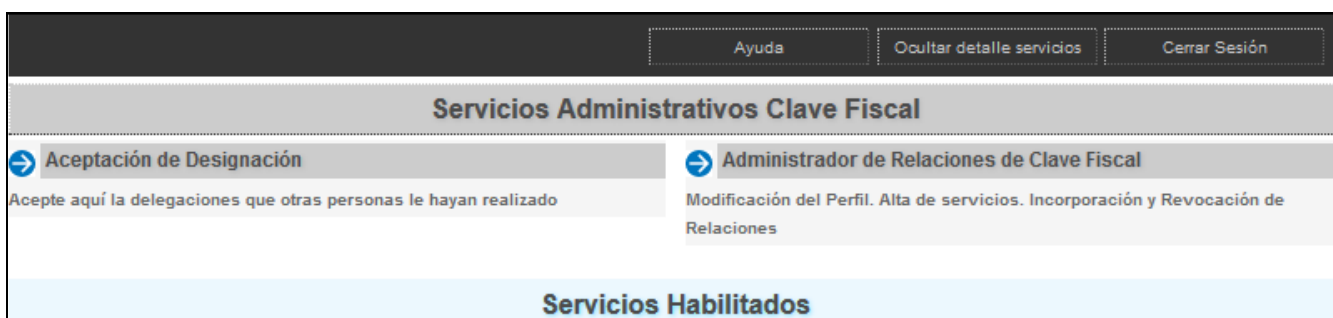 Ayuda
Ocultar detalle servicios
Cerrar Sesión
Servicios Administrativos Clave Fiscal
Aceptación de Designación
Acepte aquí la delegaciones que otras personas le hayan realizado
Administrador de Relaciones de Clave Fiscal
Modificación del Perfil. Alta de servicios. Incorporación y Revocación de
Relaciones
Servicios Habilitados